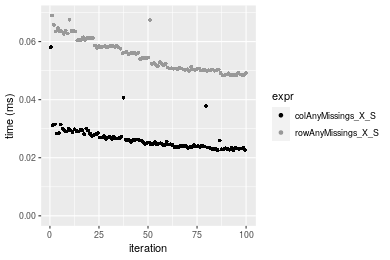 time (ms)
0.06
0.04
0.02
0.00
0 25 50 75 100
iteration
expr
colAnyMissings_X_S
rowAnyMissings_X_S